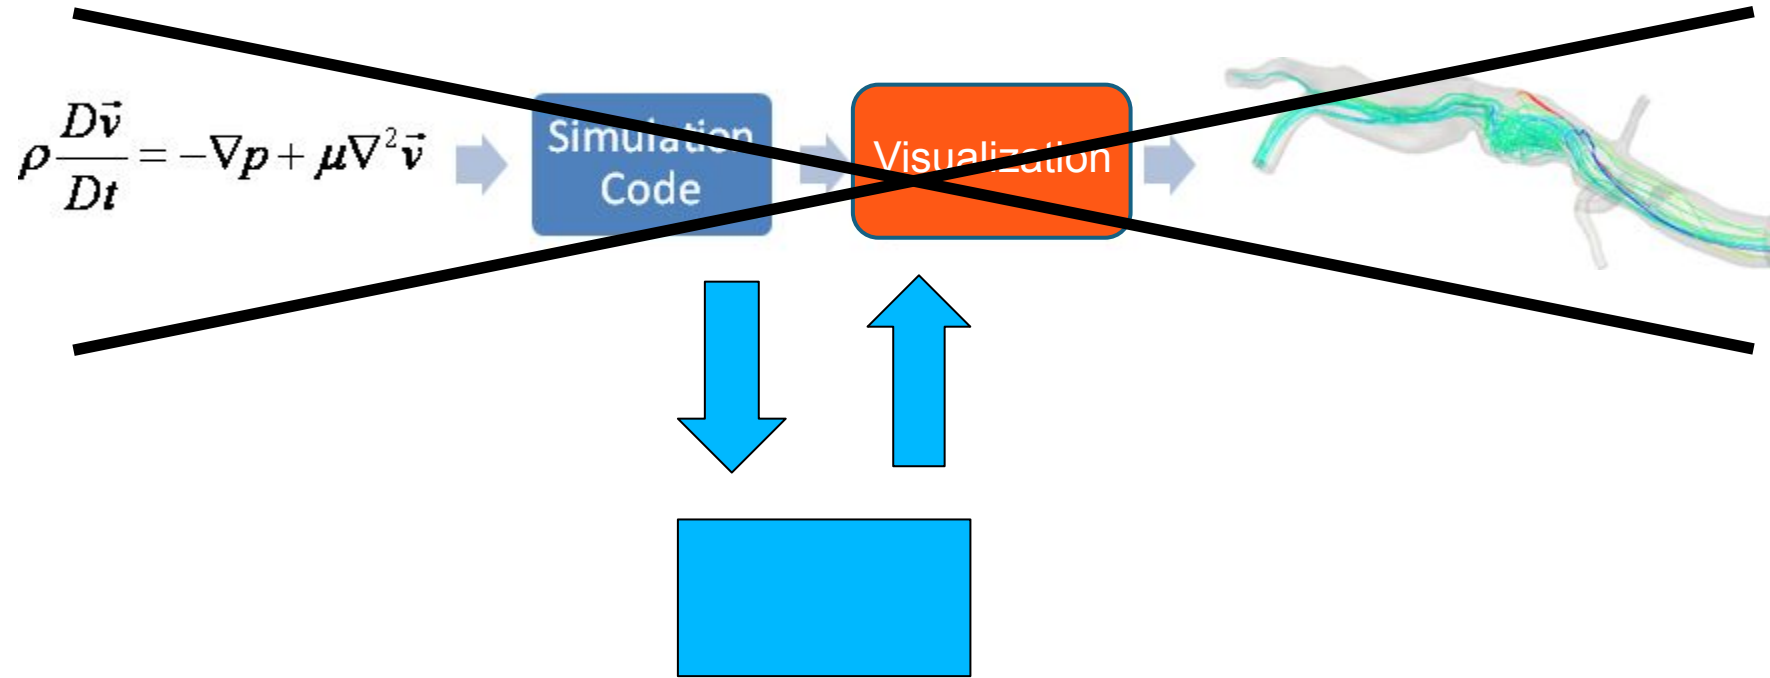 ρ Dv⃗/Dt = −∇p + μ∇²v⃗
Simulation
Code
Visualization